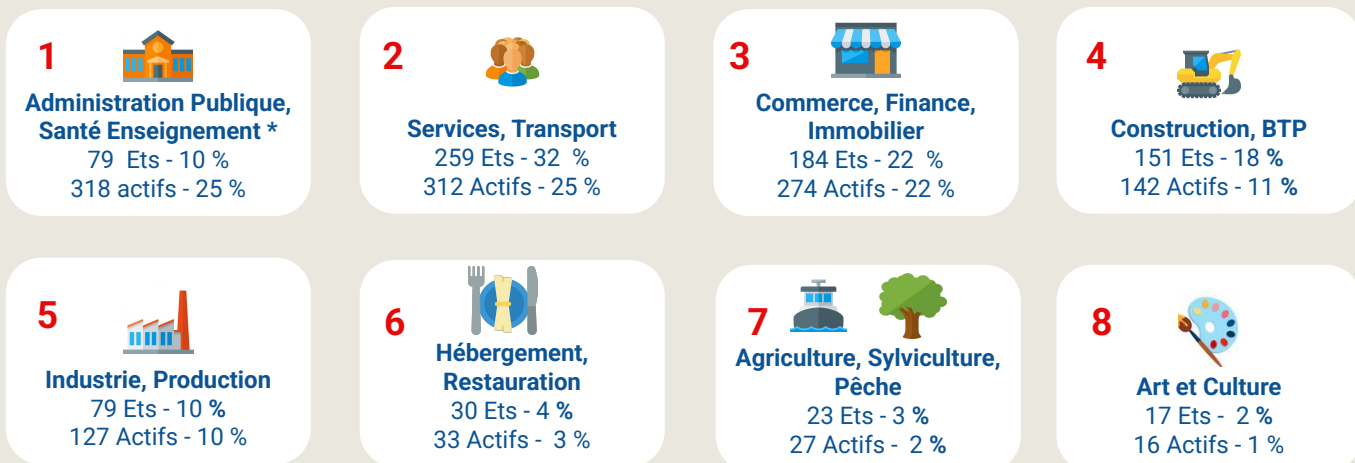 1
Administration Publique,
Santé Enseignement *
79 Ets - 10 %
318 actifs - 25 %
2
Services, Transport
259 Ets - 32 %
312 Actifs - 25 %
3
Commerce, Finance,
Immobilier
184 Ets - 22 %
274 Actifs - 22 %
4
Construction, BTP
151 Ets - 18 %
142 Actifs - 11 %
5
Industrie, Production
79 Ets - 10 %
127 Actifs - 10 %
6
Hébergement,
Restauration
30 Ets - 4 %
33 Actifs - 3 %
7
Agriculture, Sylviculture,
Pêche
23 Ets - 3 %
27 Actifs - 2 %
8
Art et Culture
17 Ets - 2 %
16 Actifs - 1 %